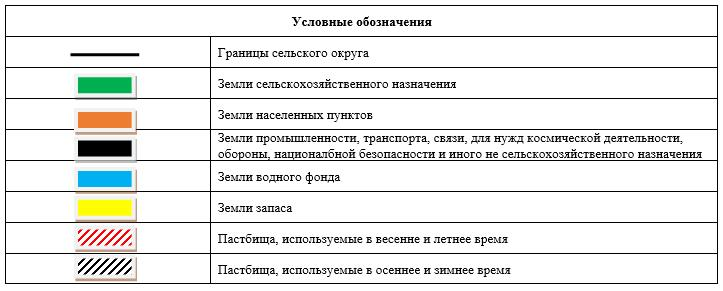 Условные обозначения
Границы сельского округа
Земли сельскохозяйственного назначения
Земли населенных пунктов
Земли промышленности, транспорта, связи, для нужд космической деятельности,
обороны, националбной безопасности и иного не сельскохозяйственного назначения
Земли водного фонда
Земли запаса
Пастбища, используемые в весенне и летнее время
Пастбища, используемые в осеннее и зимнее время